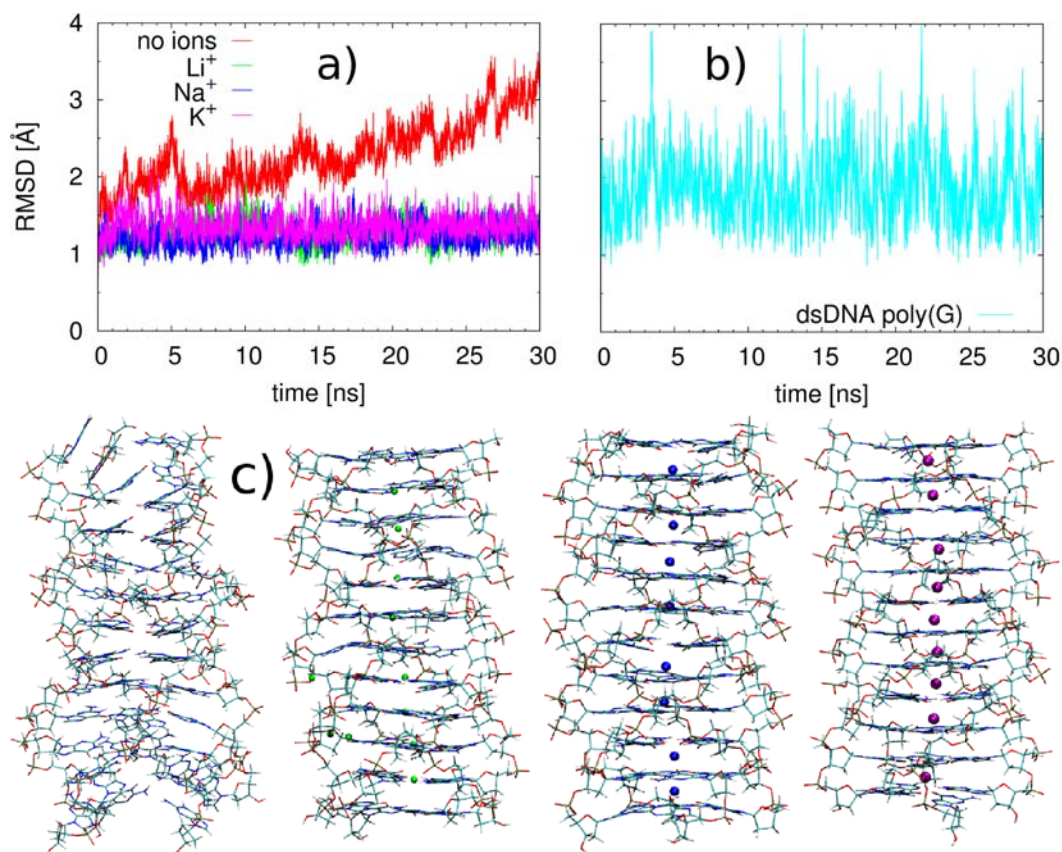 4
3
2
1
0
RMSD [Å]
no ions
Li+
Na+
K+
a)
0 5 10 15 20 25 30
time [ns]
b)
dsDNA poly(G)
0 5 10 15 20 25 30
time [ns]
c)